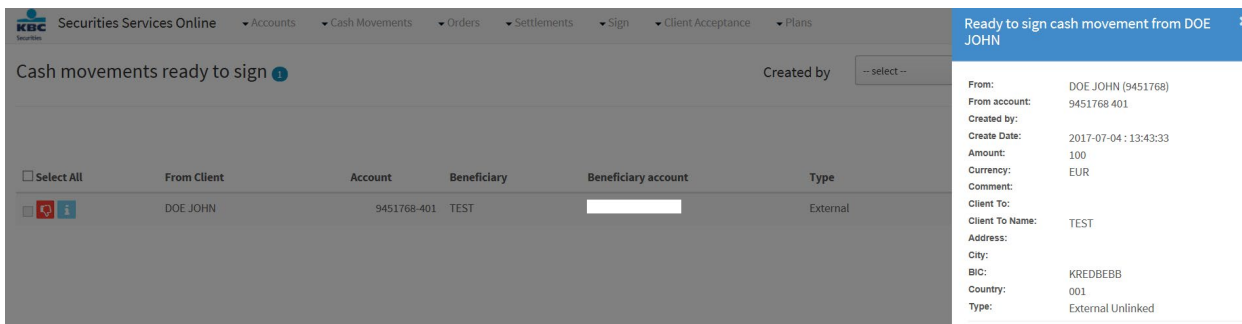 KBC
Securities
Securities Services Online
Accounts
Cash Movements
Orders
Settlements
Sign
Client Acceptance
Plans
Cash movements ready to sign 1
Created by
-- select --
Select All From Client Account Beneficiary Beneficiary account Type
DOE JOHN 9451768-401 TEST External
Ready to sign cash movement from DOE
JOHN
From: DOE JOHN (9451768)
From account: 9451768 401
Created by:
Create Date: 2017-07-04 : 13:43:33
Amount: 100
Currency: EUR
Comment:
Client To:
Client To Name: TEST
Address:
City:
BIC: KREDBEBB
Country: 001
Type: External Unlinked